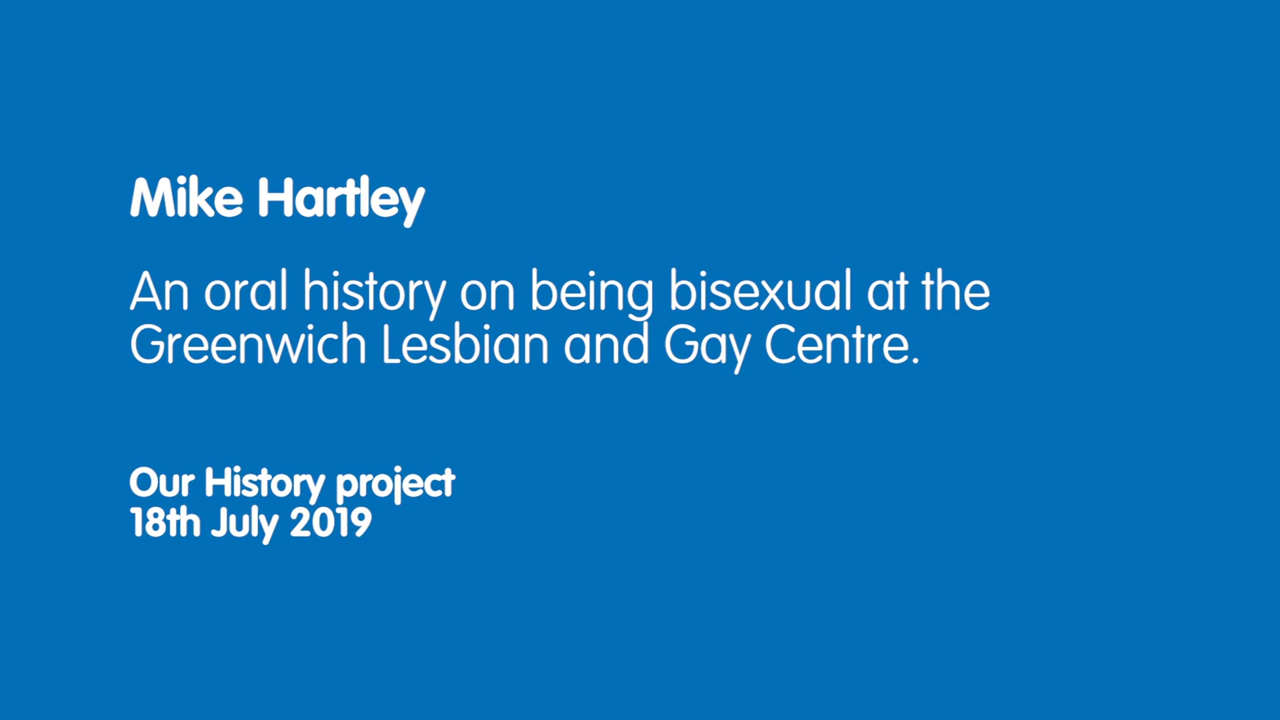 Mike Hartley
An oral history on being bisexual at the
Greenwich Lesbian and Gay Centre.
Our History project
18th July 2019